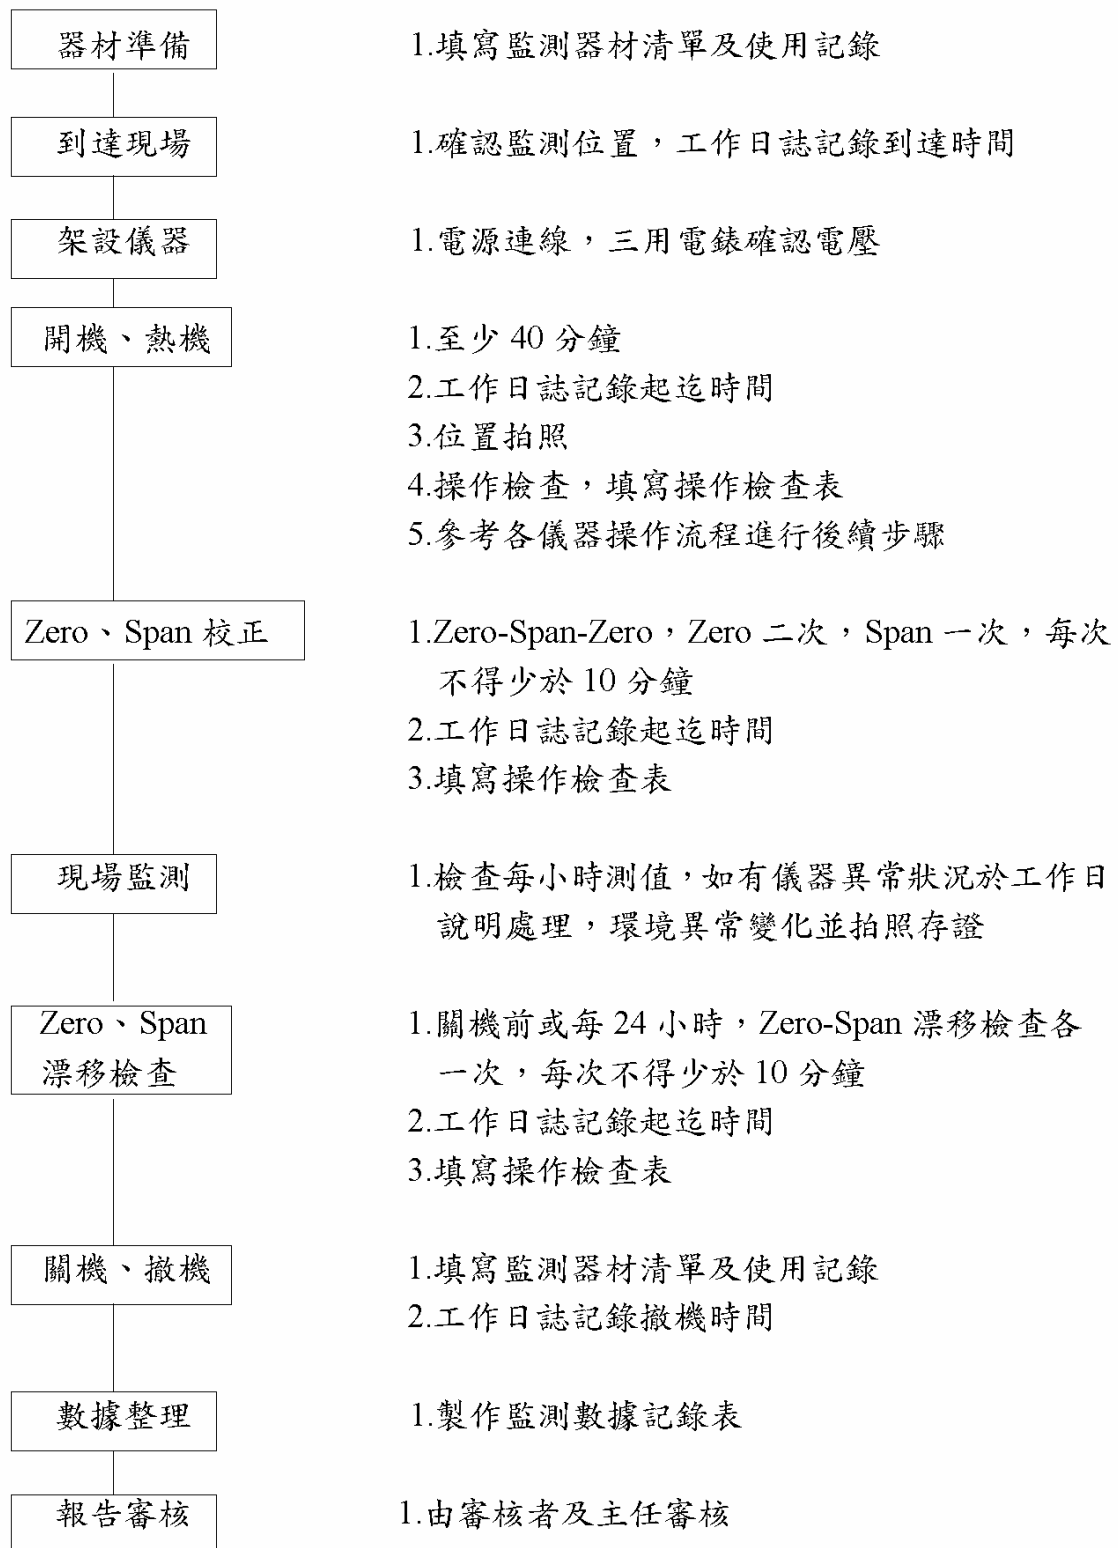 器材準備
1.填寫監測器材清單及使用記錄
到達現場
1.確認監測位置，工作日誌記錄到達時間
架設儀器
1.電源連線，三用電錶確認電壓
開機、熱機
1.至少 40 分鐘
2.工作日誌記錄起迄時間
3.位置拍照
4.操作檢查，填寫操作檢查表
5.參考各儀器操作流程進行後續步驟
Zero、Span 校正
1.Zero-Span-Zero，Zero 二次，Span 一次，每次
不得少於 10 分鐘
2.工作日誌記錄起迄時間
3.填寫操作檢查表
現場監測
1.檢查每小時測值，如有儀器異常狀況於工作日
說明處理，環境異常變化並拍照存證
Zero、Span
漂移檢查
1.關機前或每 24 小時，Zero-Span 漂移檢查各
一次，每次不得少於 10 分鐘
2.工作日誌記錄起迄時間
3.填寫操作檢查表
關機、撤機
1.填寫監測器材清單及使用記錄
2.工作日誌記錄撤機時間
數據整理
1.製作監測數據記錄表
報告審核
1.由審核者及主任審核